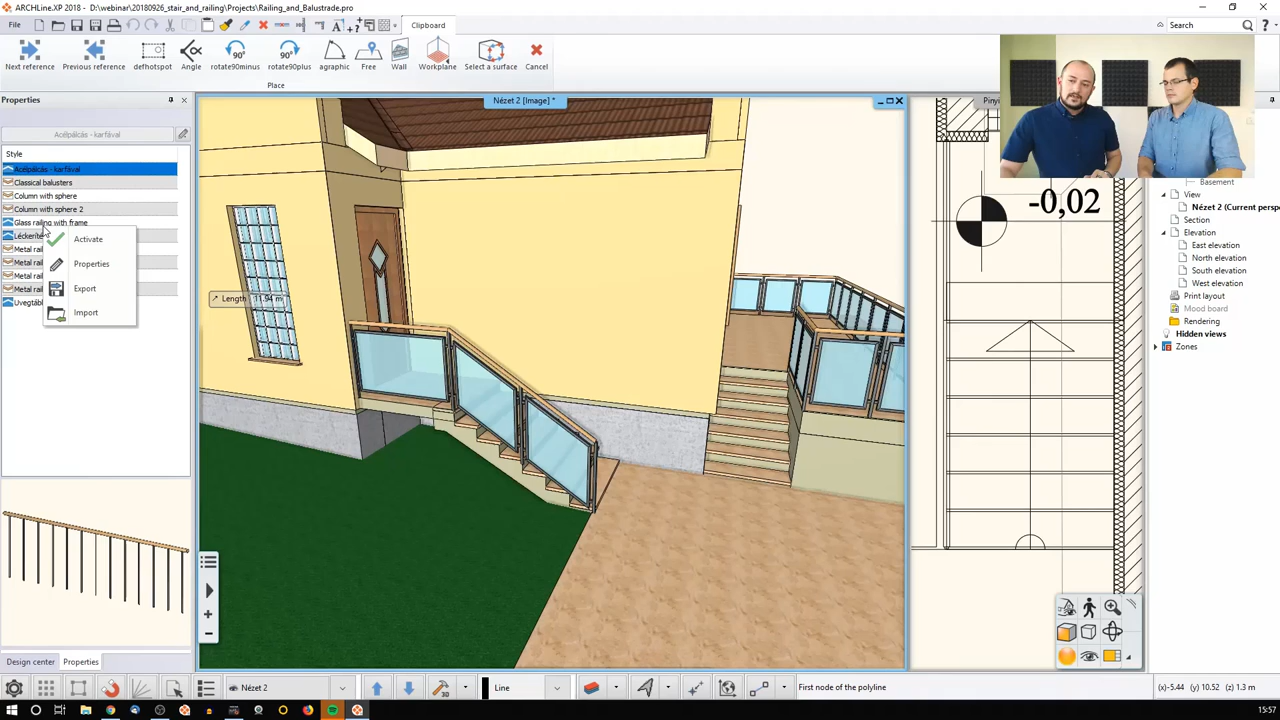 ARCHLine.XP 2018 - D:\webinar\20180926_stair_and_railing\Projects\Railing_and_Balustrade.pro
File
Clipboard
Search
Next reference
Previous reference
defhotspot
Angle
90°
rotate90minus
90°
rotate90plus
agraphic
Free
Wall
Workplane
Select a surface
Cancel
Place
Properties
Nézet 2 [Image] *
Acélpálcás - karfával
Style
Acélpálcás - karfával
Classical balusters
Column with sphere
Column with sphere 2
Glass railing with frame
Activate
Properties
Export
Import
Length 11.94 m
-0,02
Basement
View
Nézet 2 (Current persp
Section
Elevation
East elevation
North elevation
South elevation
West elevation
Print layout
Mood board
Rendering
Hidden views
Zones
Design center
Properties
Nézet 2
Line
First node of the polyline
(x)-5.44 (y) 10.52 (z) 1.3 m
15:57